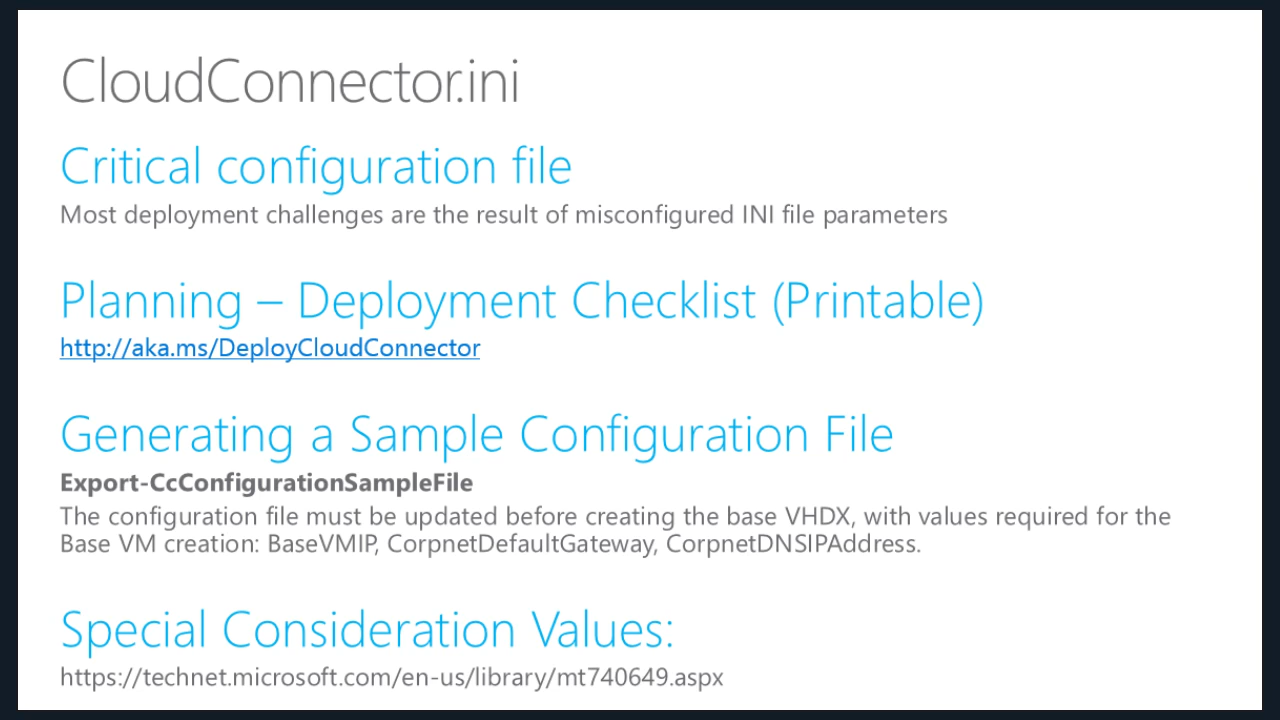 CloudConnector.ini
Critical configuration file
Most deployment challenges are the result of misconfigured INI file parameters
Planning – Deployment Checklist (Printable)
http://aka.ms/DeployCloudConnector
Generating a Sample Configuration File
Export-CcConfigurationSampleFile
The configuration file must be updated before creating the base VHDX, with values required for the
Base VM creation: BaseVMIP, CorpnetDefaultGateway, CorpnetDNSIPAddress.
Special Consideration Values:
https://technet.microsoft.com/en-us/library/mt740649.aspx